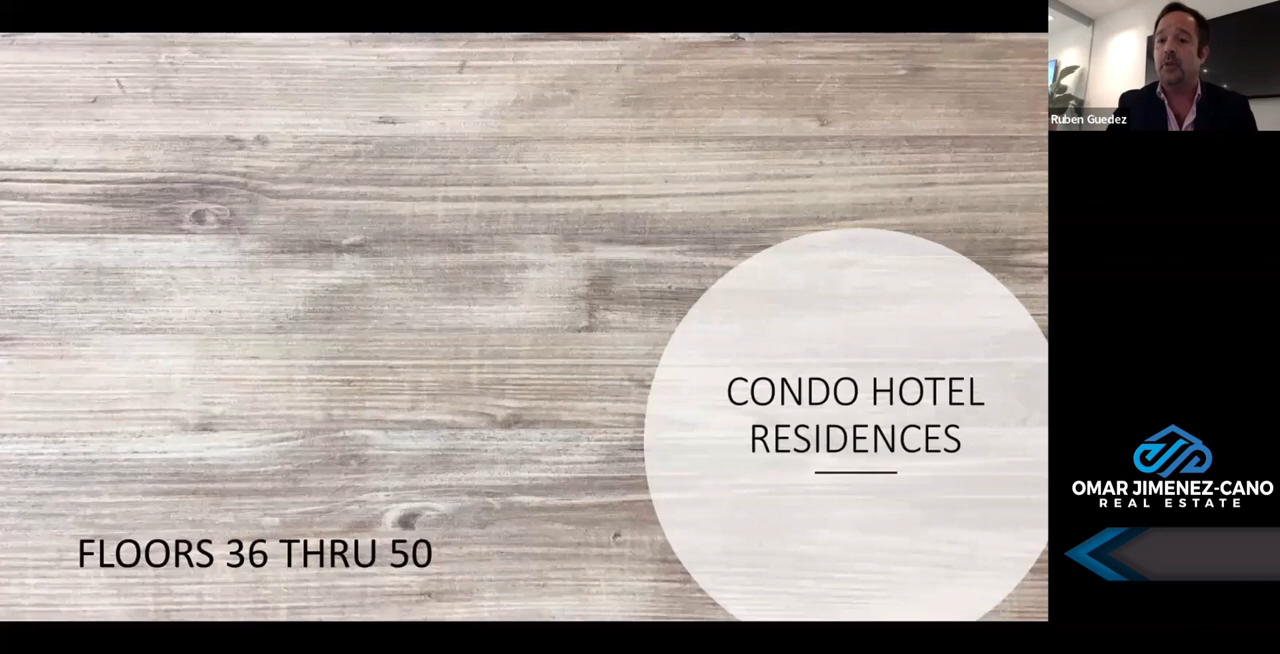 Ruben Guedez
CONDO HOTEL
RESIDENCES
FLOORS 36 THRU 50
OMAR JIMENEZ-CANO
REAL ESTATE